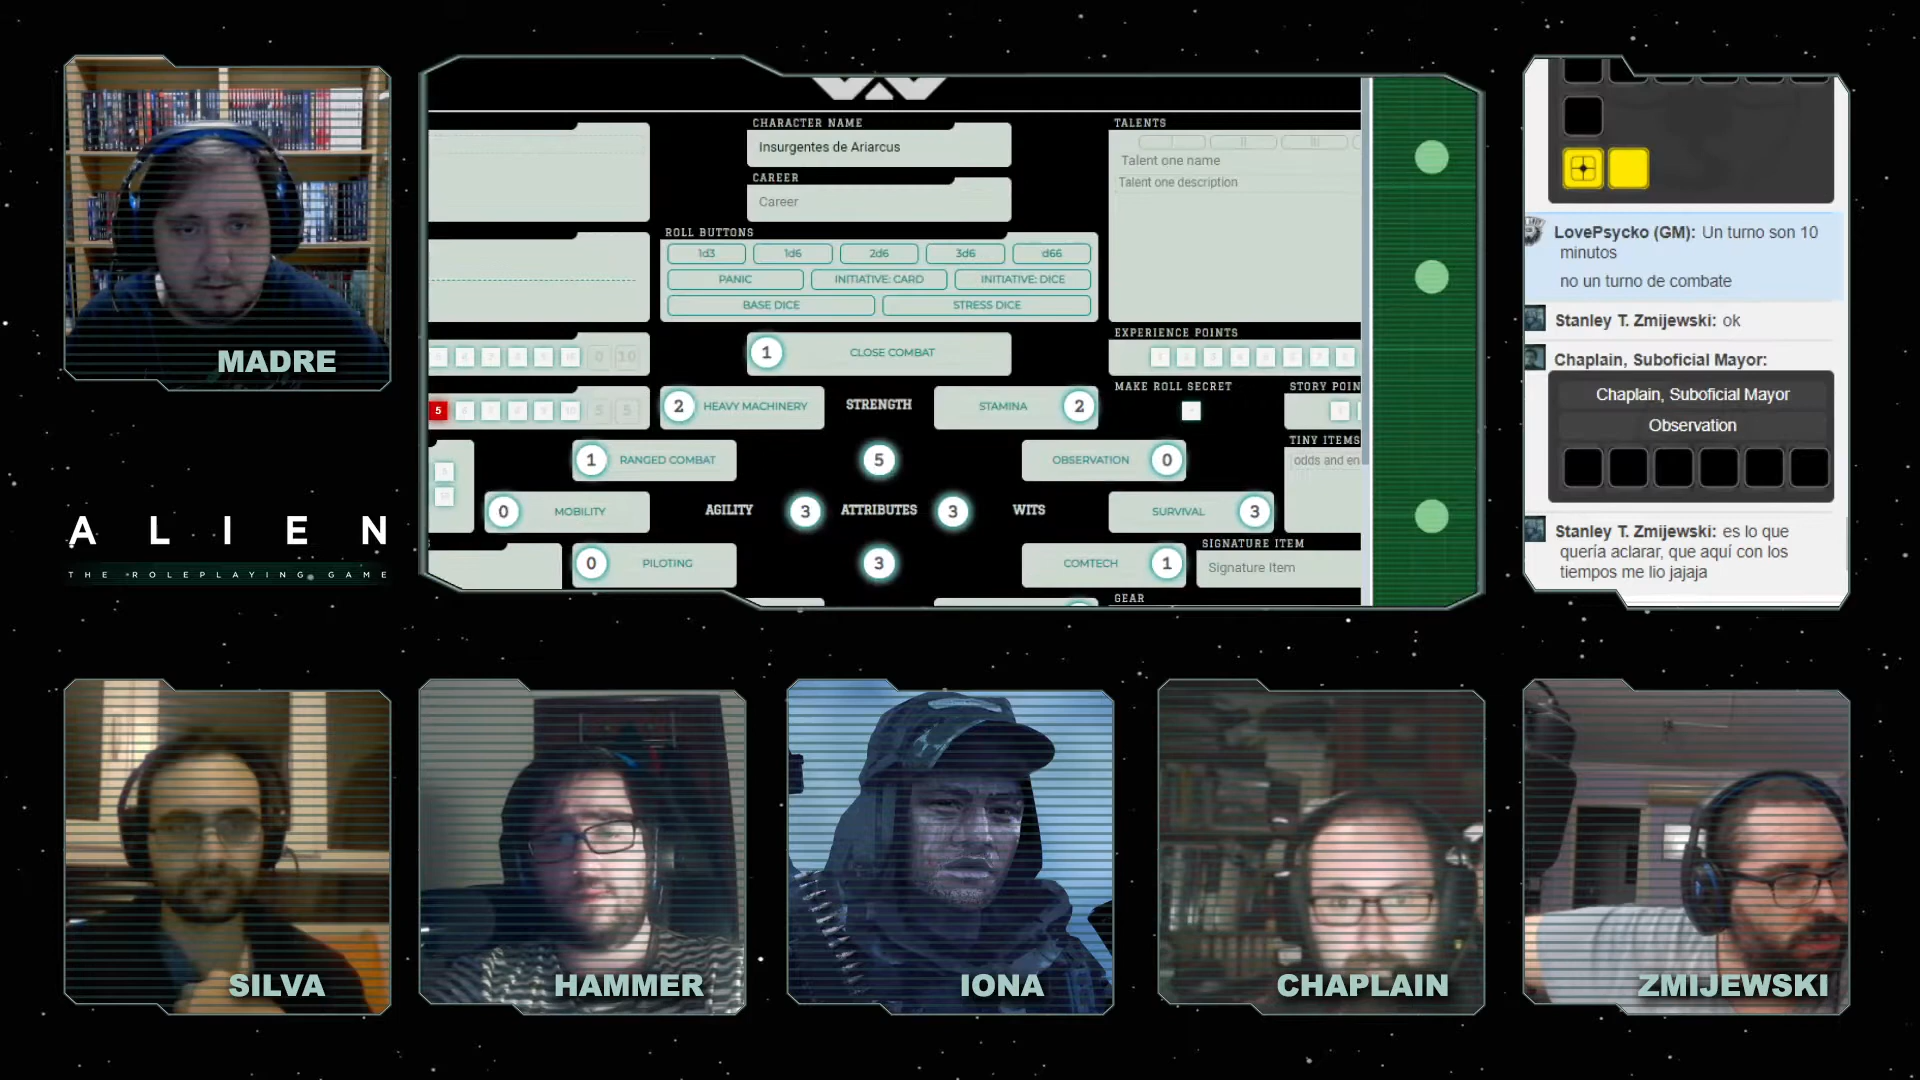 MADRE
A L I E N
THE ROLEPLAYING GAME
CHARACTER NAME
Insurgentes de Ariarcus
CAREER
Career
ROLL BUTTONS
1d3
1d6
2d6
3d6
d66
PANIC
INITIATIVE: CARD
INITIATIVE: DICE
BASE DICE
STRESS DICE
1
CLOSE COMBAT
2
HEAVY MACHINERY
STRENGTH
STAMINA
2
1
RANGED COMBAT
5
OBSERVATION
0
0
MOBILITY
AGILITY
3
ATTRIBUTES
3
WITS
SURVIVAL
3
0
PILOTING
3
COMTECH
1
TALENTS
Talent one name
Talent one description
EXPERIENCE POINTS
MAKE ROLL SECRET
STORY POIN
TINY ITEMS
odds and en
SIGNATURE ITEM
Signature Item
GEAR
0 10
5
5 5
LovePsycko (GM): Un turno son 10
minutos
no un turno de combate
Stanley T. Zmijewski: ok
Chaplain, Suboficial Mayor:
Chaplain, Suboficial Mayor
Observation
Stanley T. Zmijewski: es lo que
quería aclarar, que aquí con los
tiempos me lio jajaja
SILVA
HAMMER
IONA
CHAPLAIN
ZMIJEWSKI